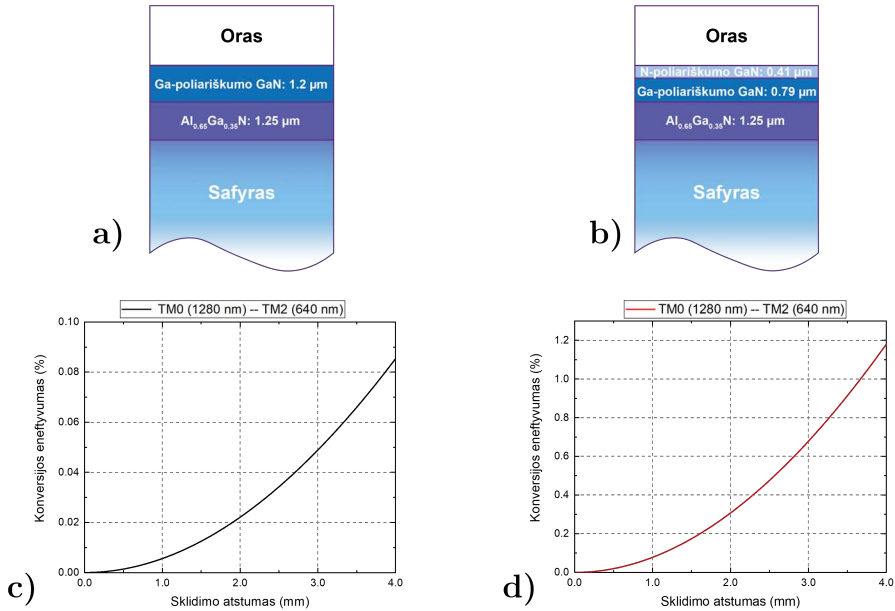 Oras
Ga-poliariškumo GaN: 1.2 µm
Al0.65Ga0.35N: 1.25 µm
Safyras
a)
Oras
N-poliariškumo GaN: 0.41 µm
Ga-poliariškumo GaN: 0.79 µm
Al0.65Ga0.35N: 1.25 µm
Safyras
b)
TM0 (1280 nm) -- TM2 (640 nm)
0.10
0.08
0.06
0.04
0.02
0.00
Konversijos eneftyvumas (%)
0.0 1.0 2.0 3.0 4.0
Sklidimo atstumas (mm)
c)
TM0 (1280 nm) -- TM2 (640 nm)
1.2
1.0
0.8
0.6
0.4
0.2
0.0
Konversijos eneftyvumas (%)
0.0 1.0 2.0 3.0 4.0
Sklidimo atstumas (mm)
d)